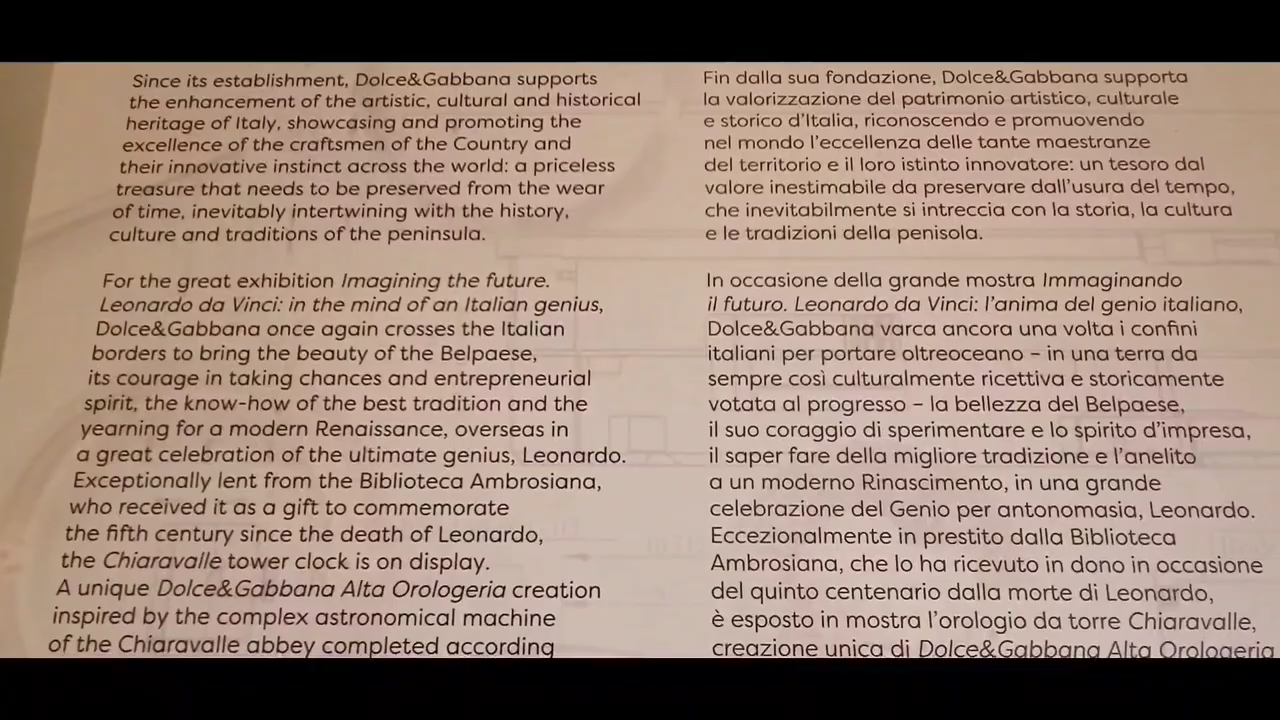 Since its establishment, Dolce&Gabbana supports
the enhancement of the artistic, cultural and historical
heritage of Italy, showcasing and promoting the
excellence of the craftsmen of the Country and
their innovative instinct across the world: a priceless
treasure that needs to be preserved from the wear
of time, inevitably intertwining with the history,
culture and traditions of the peninsula.
For the great exhibition Imagining the future.
Leonardo da Vinci: in the mind of an Italian genius,
Dolce&Gabbana once again crosses the Italian
borders to bring the beauty of the Belpaese,
its courage in taking chances and entrepreneurial
spirit, the know-how of the best tradition and the
yearning for a modern Renaissance, overseas in
a great celebration of the ultimate genius, Leonardo.
Exceptionally lent from the Biblioteca Ambrosiana,
who received it as a gift to commemorate
the fifth century since the death of Leonardo,
the Chiaravalle tower clock is on display.
A unique Dolce&Gabbana Alta Orologeria creation
inspired by the complex astronomical machine
of the Chiaravalle abbey completed according
Fin dalla sua fondazione, Dolce&Gabbana supporta
la valorizzazione del patrimonio artistico, culturale
e storico d'Italia, riconoscendo e promuovendo
nel mondo l'eccellenza delle tante maestranze
del territorio e il loro istinto innovatore: un tesoro dal
valore inestimabile da preservare dall'usura del tempo,
che inevitabilmente si intreccia con la storia, la cultura
e le tradizioni della penisola.
In occasione della grande mostra Immaginando
il futuro. Leonardo da Vinci: l'anima del genio italiano,
Dolce&Gabbana varca ancora una volta i confini
italiani per portare oltreoceano – in una terra da
sempre così culturalmente ricettiva e storicamente
votata al progresso – la bellezza del Belpaese,
il suo coraggio di sperimentare e lo spirito d'impresa,
il saper fare della migliore tradizione e l'anelito
a un moderno Rinascimento, in una grande
celebrazione del Genio per antonomasia, Leonardo.
Eccezionalmente in prestito dalla Biblioteca
Ambrosiana, che lo ha ricevuto in dono in occasione
del quinto centenario dalla morte di Leonardo,
è esposto in mostra l'orologio da torre Chiaravalle,
creazione unica di Dolce&Gabbana Alta Orologeria